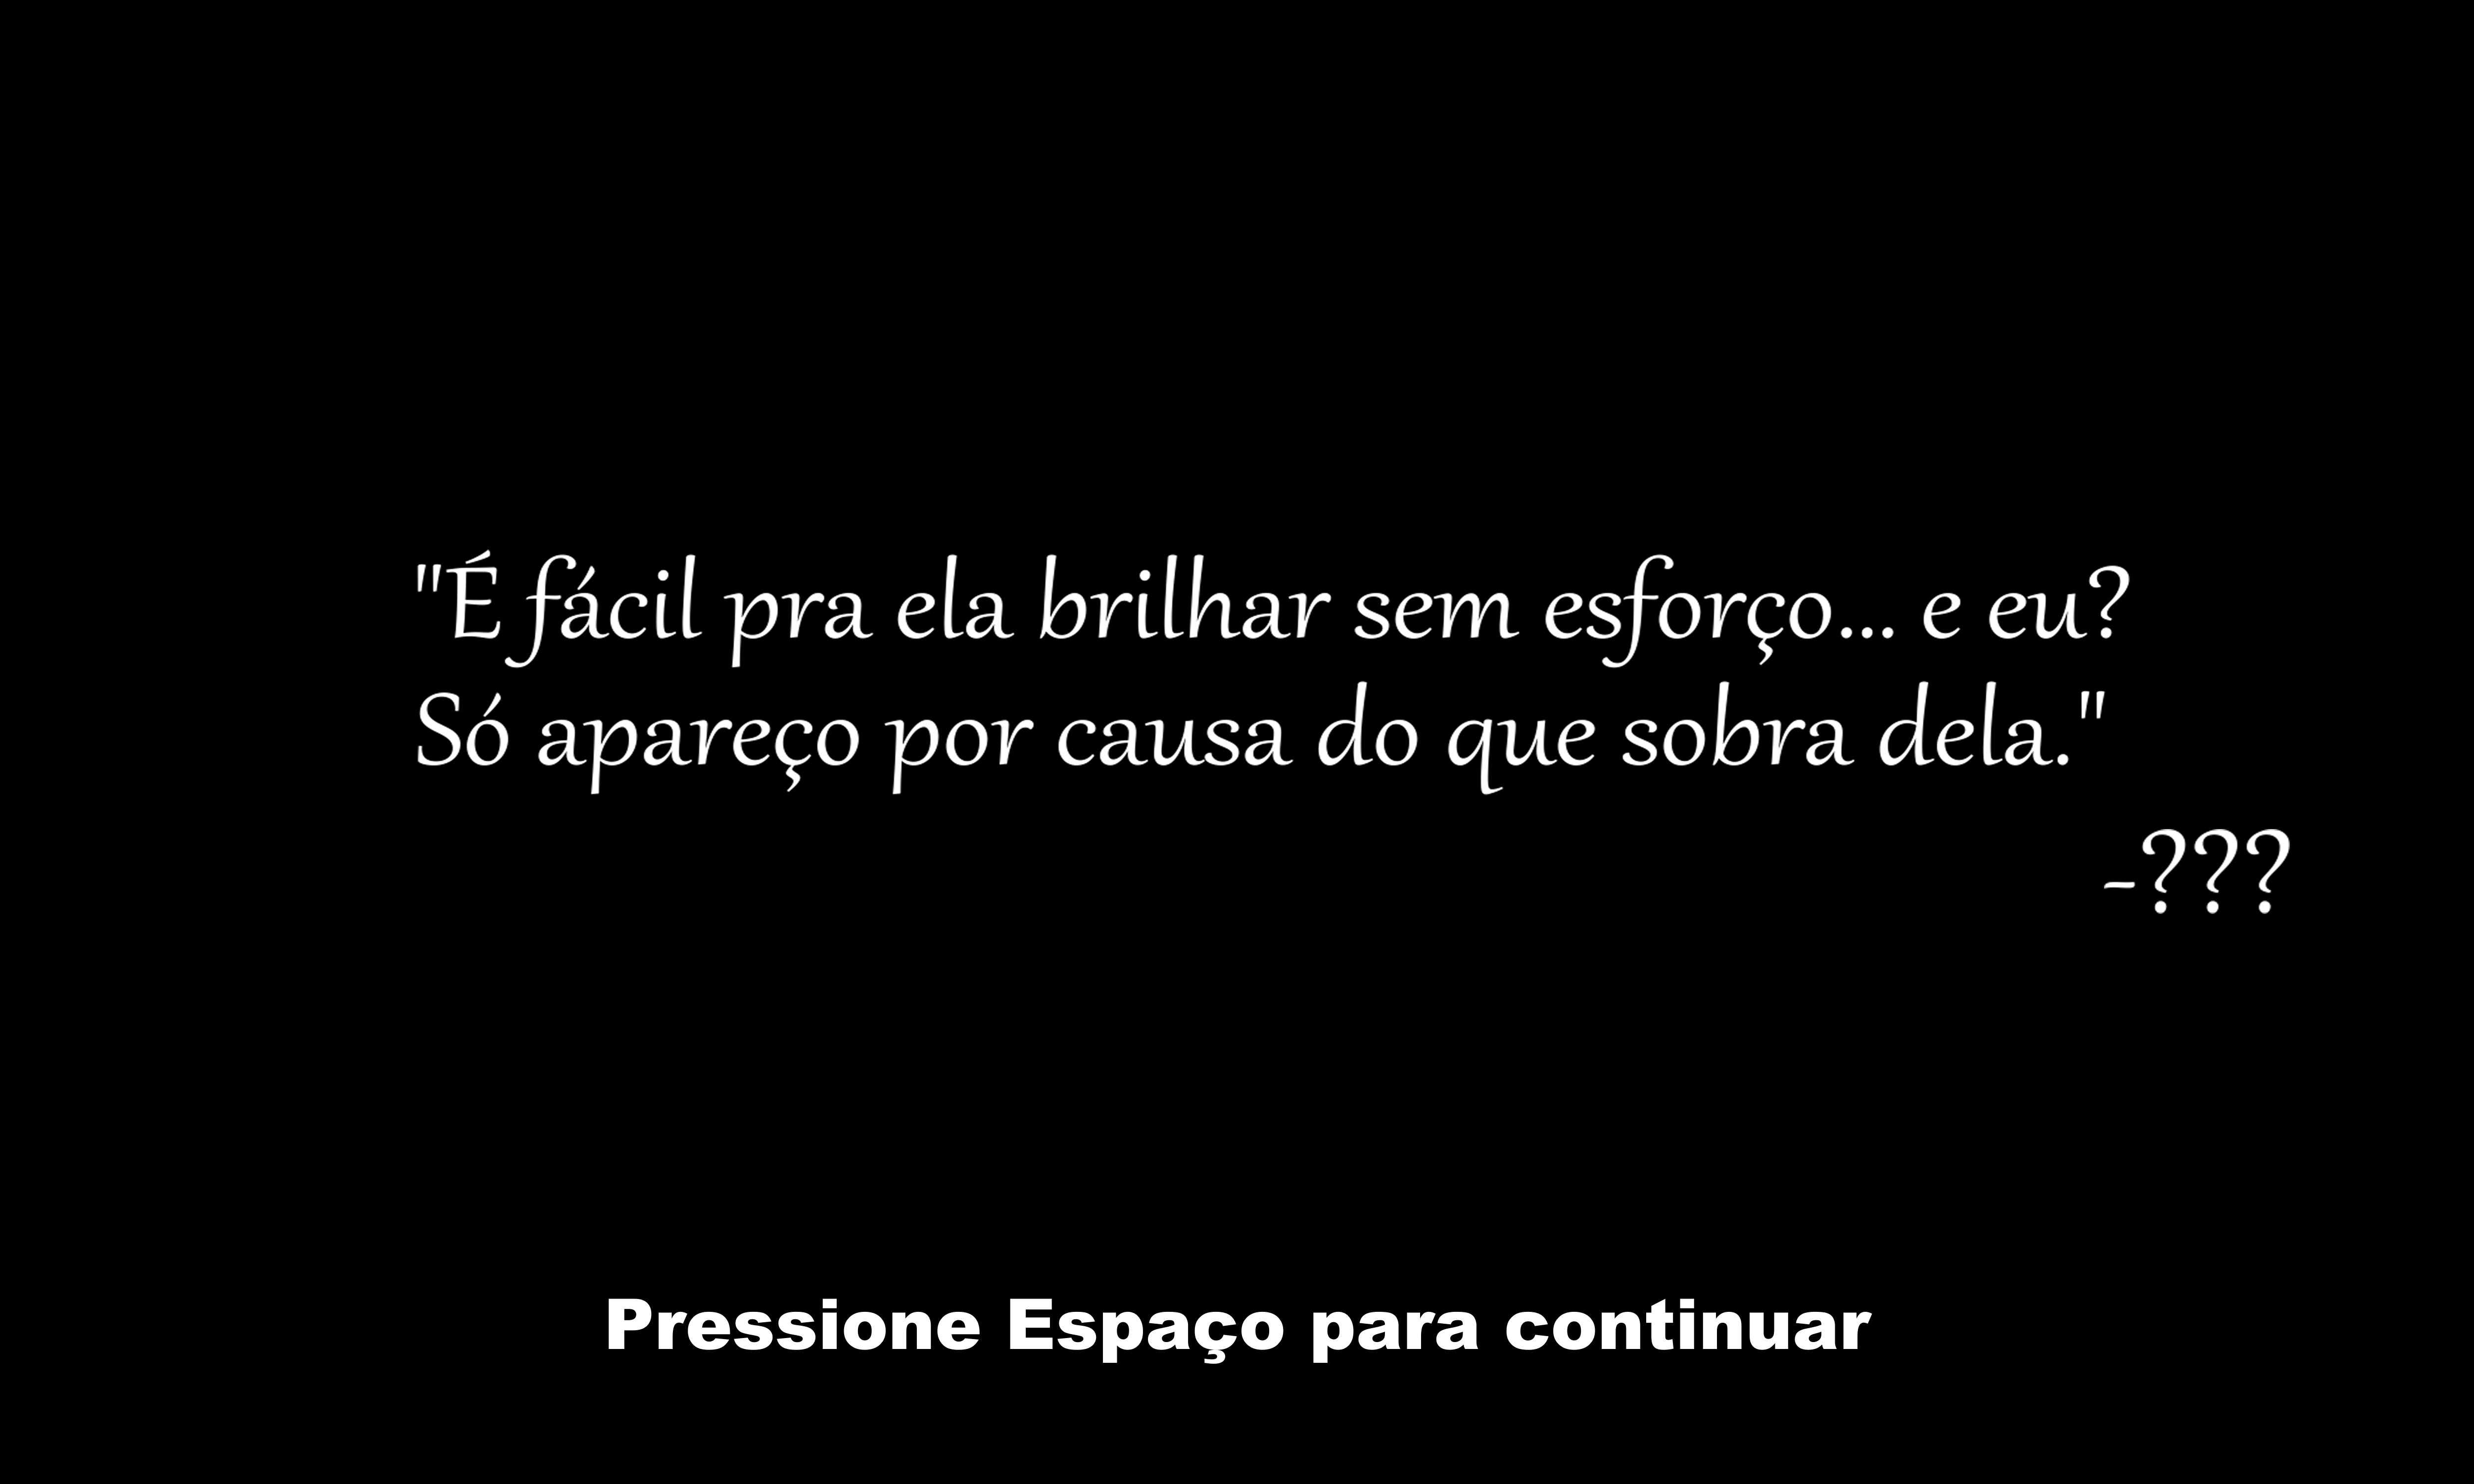 "É fácil pra ela brilhar sem esforço... e eu?
Só apareço por causa do que sobra dela."
-???
Pressione Espaço para continuar